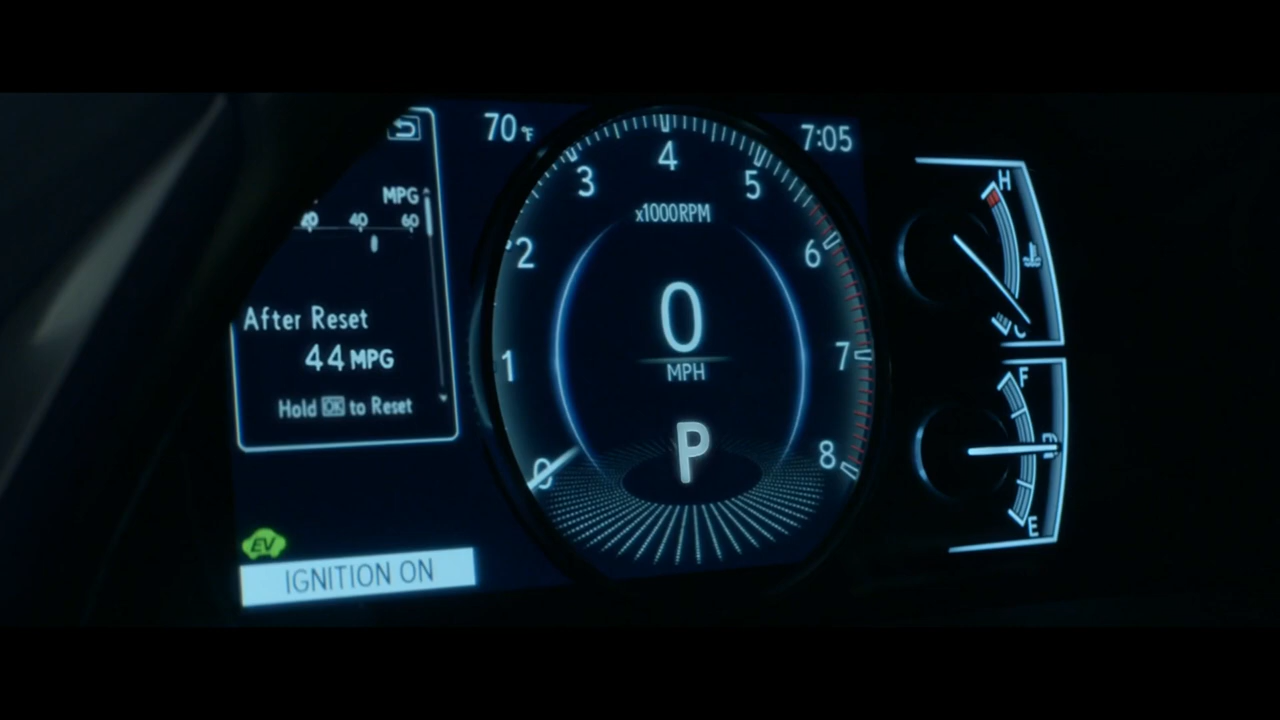 70°F
7:05
MPG
20 40 60
After Reset
44 MPG
Hold OK to Reset
EV
IGNITION ON
0 1 2 3 4 5 6 7 8
x1000RPM
0
MPH
P
H
C
F
E